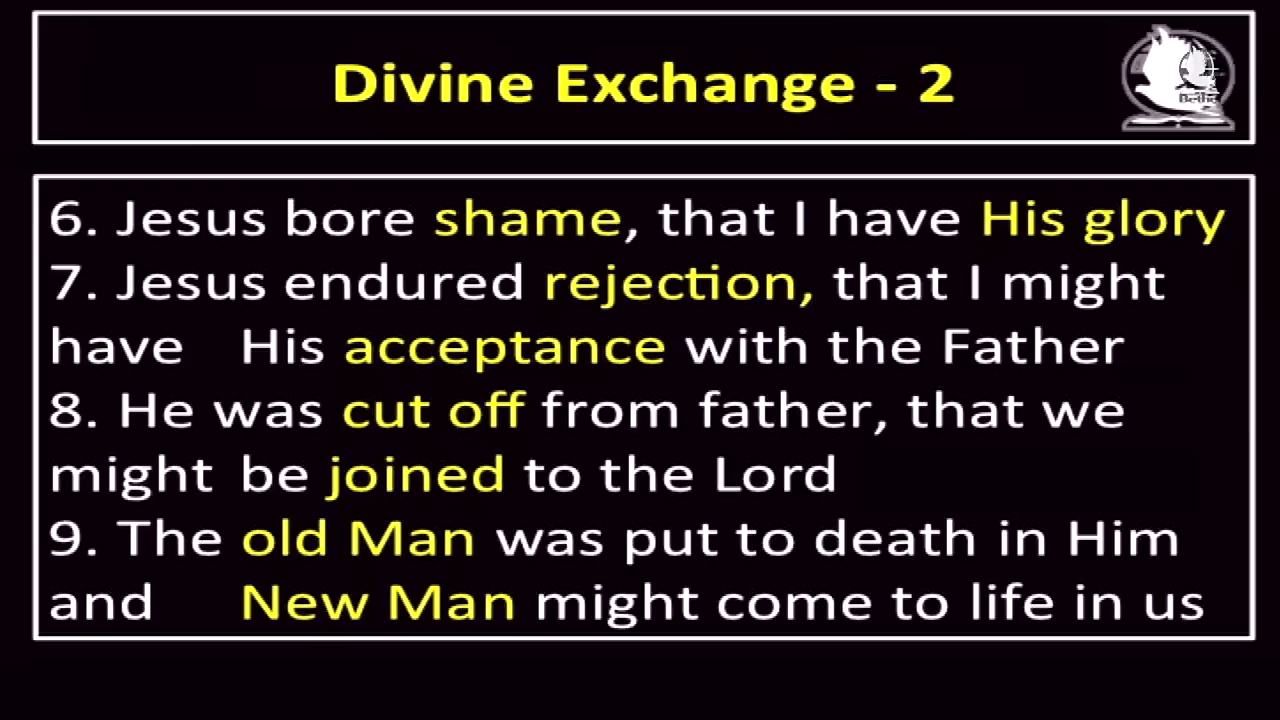 Divine Exchange - 2
6. Jesus bore shame, that I have His glory
7. Jesus endured rejection, that I might
have His acceptance with the Father
8. He was cut off from father, that we
might be joined to the Lord
9. The old Man was put to death in Him
and New Man might come to life in us